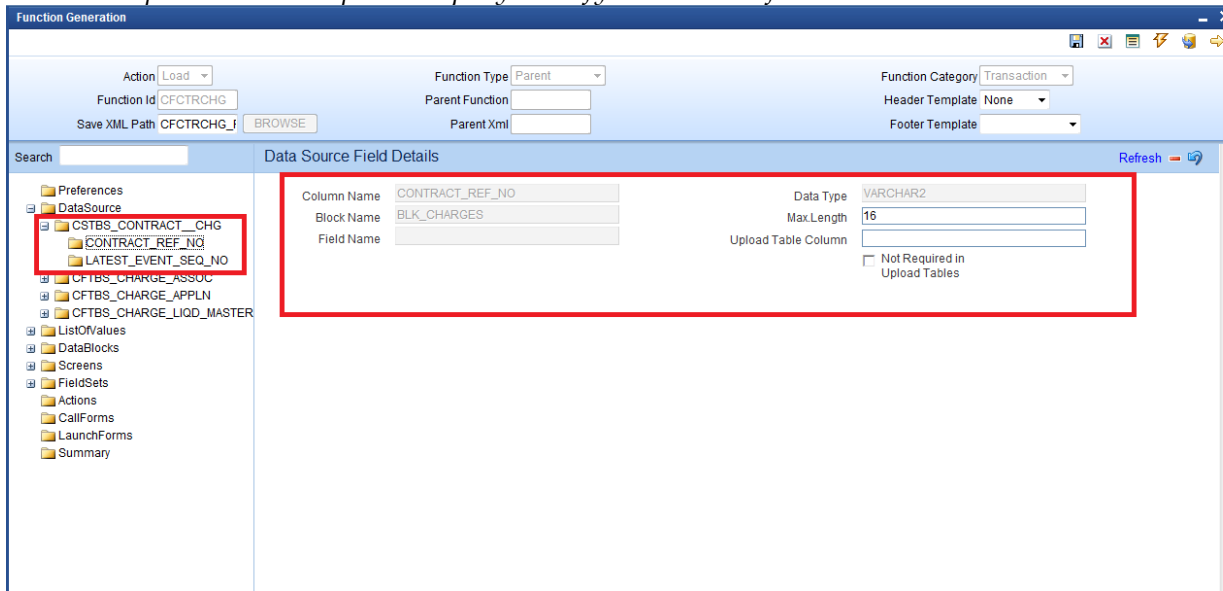 Function Generation
Action Load Function Type Parent Function Category Transaction
Function Id CFCTRCHG Parent Function Header Template None
Save XML Path CFCTRCHG_ BROWSE Parent Xml Footer Template
Search Data Source Field Details Refresh
Preferences
DataSource
CSTBS_CONTRACT__CHG
CONTRACT_REF_NO
LATEST_EVENT_SEQ_NO
CFTBS_CHARGE_ASSOC
CFTBS_CHARGE_APPLN
CFTBS_CHARGE_LIQD_MASTER
ListOfValues
DataBlocks
Screens
FieldSets
Actions
CallForms
LaunchForms
Summary
Column Name CONTRACT_REF_NO Data Type VARCHAR2
Block Name BLK_CHARGES Max.Length 16
Field Name Upload Table Column
Not Required in
Upload Tables